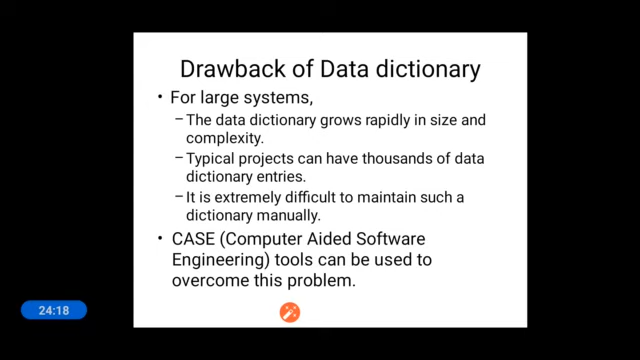 Drawback of Data dictionary
• For large systems,
– The data dictionary grows rapidly in size and
complexity.
– Typical projects can have thousands of data
dictionary entries.
– It is extremely difficult to maintain such a
dictionary manually.
• CASE (Computer Aided Software
Engineering) tools can be used to
overcome this problem.
24:18